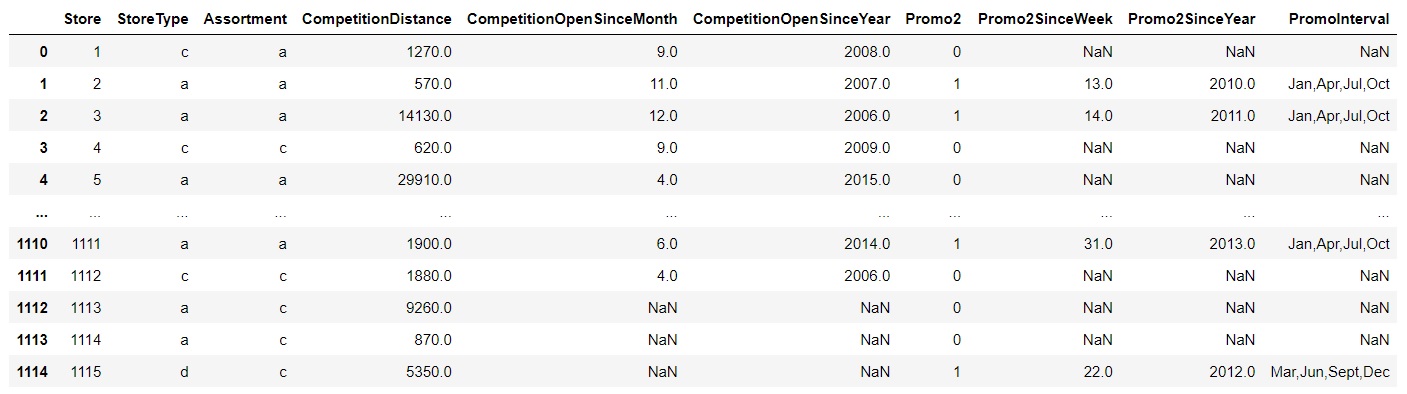 Store StoreType Assortment CompetitionDistance CompetitionOpenSinceMonth CompetitionOpenSinceYear Promo2 Promo2SinceWeek Promo2SinceYear PromoInterval
0 1 c a 1270.0 9.0 2008.0 0 NaN NaN NaN
1 2 a a 570.0 11.0 2007.0 1 13.0 2010.0 Jan,Apr,Jul,Oct
2 3 a a 14130.0 12.0 2006.0 1 14.0 2011.0 Jan,Apr,Jul,Oct
3 4 c c 620.0 9.0 2009.0 0 NaN NaN NaN
4 5 a a 29910.0 4.0 2015.0 0 NaN NaN NaN
... ... ... ... ... ... ... ... ... ... ...
1110 1111 a a 1900.0 6.0 2014.0 1 31.0 2013.0 Jan,Apr,Jul,Oct
1111 1112 c c 1880.0 4.0 2006.0 0 NaN NaN NaN
1112 1113 a c 9260.0 NaN NaN 0 NaN NaN NaN
1113 1114 a c 870.0 NaN NaN 0 NaN NaN NaN
1114 1115 d c 5350.0 NaN NaN 1 22.0 2012.0 Mar,Jun,Sept,Dec